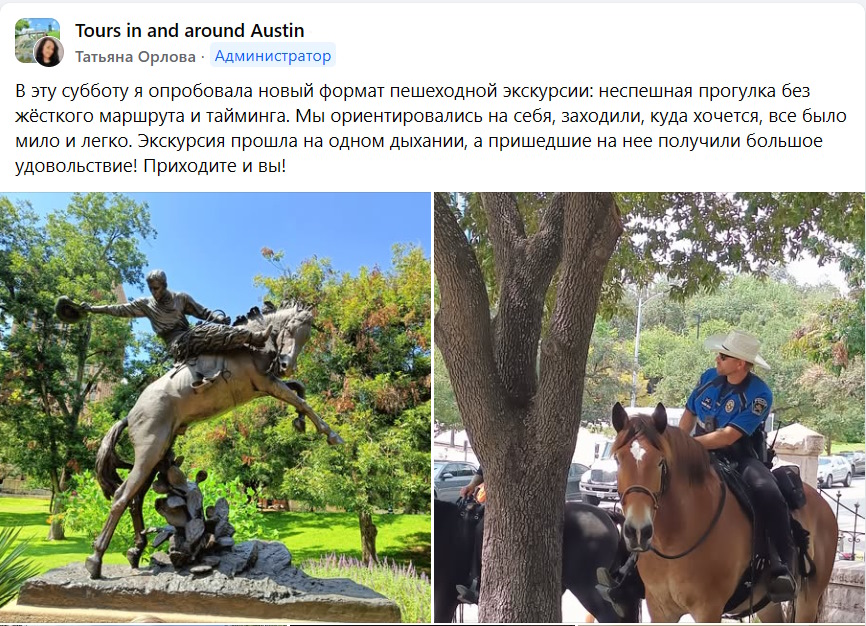 Tours in and around Austin
Татьяна Орлова · Администратор
В эту субботу я опробовала новый формат пешеходной экскурсии: неспешная прогулка без
жёсткого маршрута и тайминга. Мы ориентировались на себя, заходили, куда хочется, все было
мило и легко. Экскурсия прошла на одном дыхании, а пришедшие на нее получили большое
удовольствие! Приходите и вы!